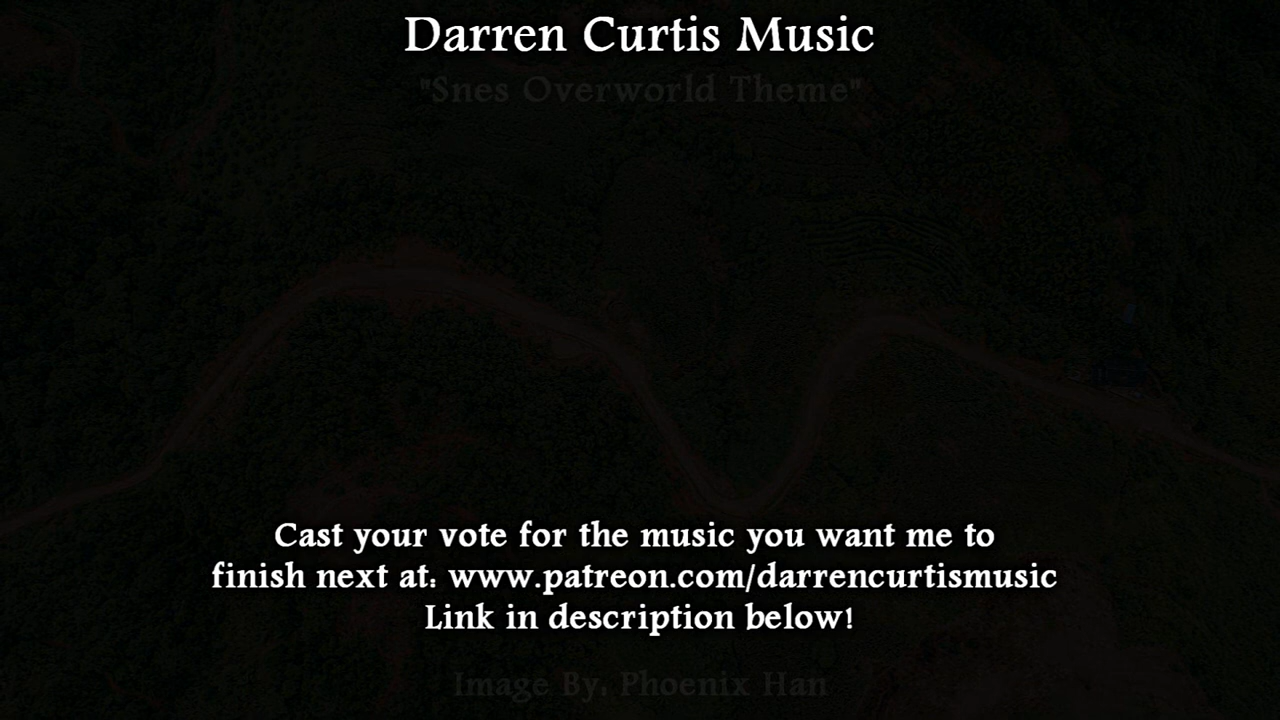 Darren Curtis Music
"Snes Overworld Theme"
Cast your vote for the music you want me to
finish next at: www.patreon.com/darrencurtismusic
Link in description below!
Image By: Phoenix Han